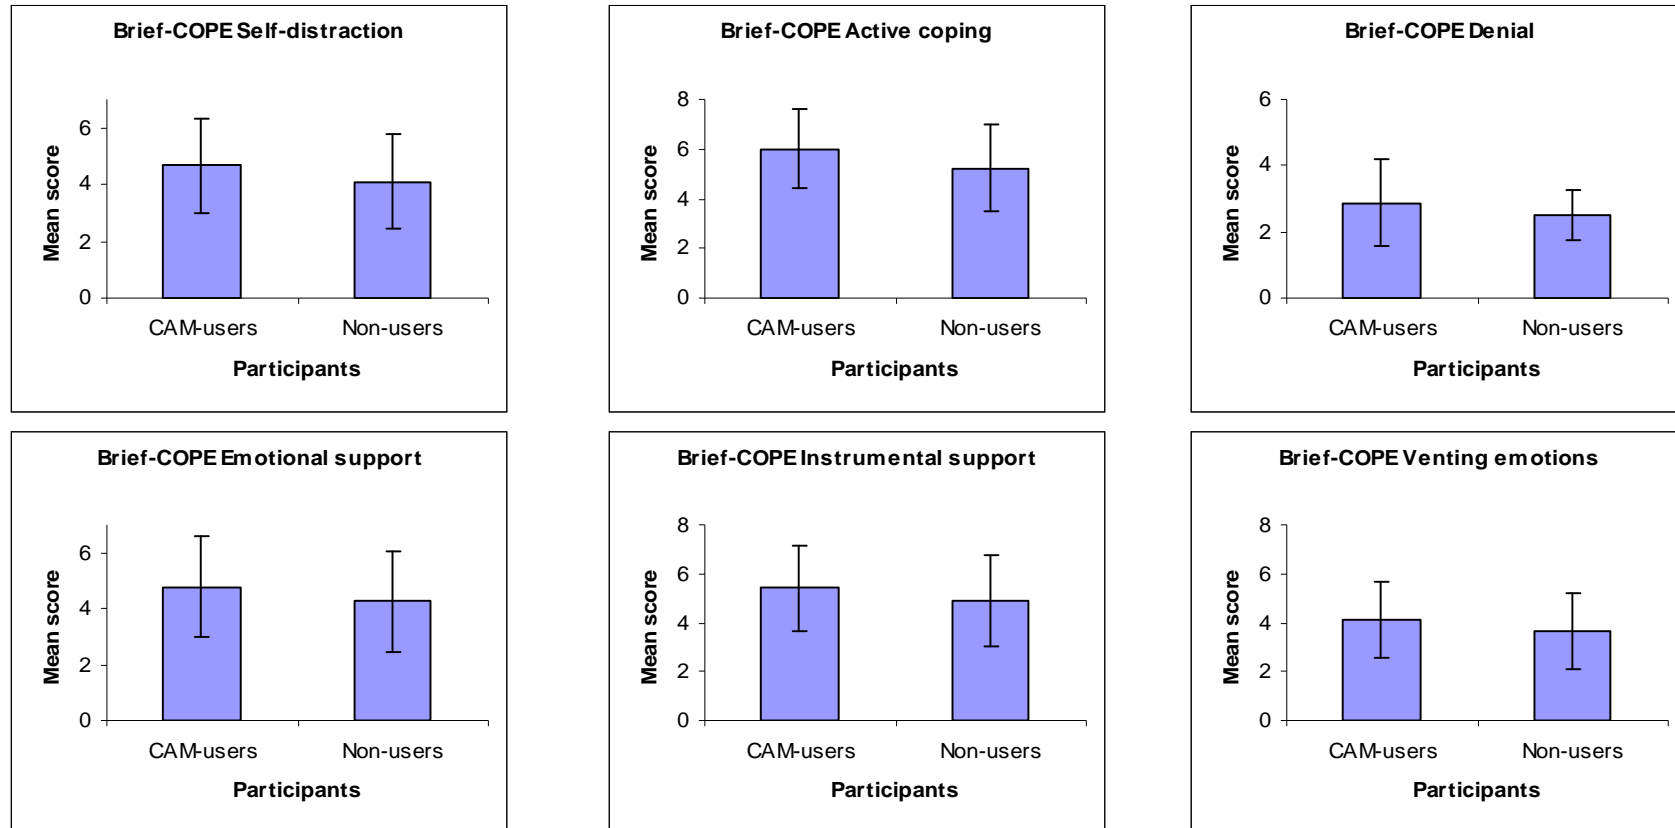 Brief-COPE Self-distraction
Mean score
6
4
2
0
CAM-users Non-users
Participants
Brief-COPE Active coping
Mean score
8
6
4
2
0
CAM-users Non-users
Participants
Brief-COPE Denial
Mean score
6
4
2
0
CAM-users Non-users
Participants
Brief-COPE Emotional support
Mean score
6
4
2
0
CAM-users Non-users
Participants
Brief-COPE Instrumental support
Mean score
8
6
4
2
0
CAM-users Non-users
Participants
Brief-COPE Venting emotions
Mean score
8
6
4
2
0
CAM-users Non-users
Participants